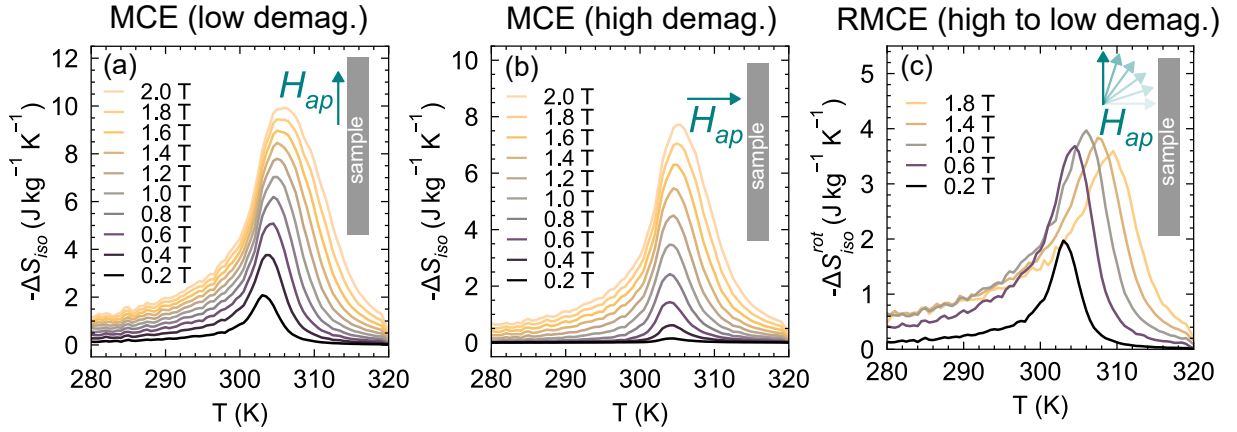 MCE (low demag.)
(a)
12
10
8
6
4
2
0
-ΔS_iso (J kg⁻¹ K⁻¹)
2.0 T
1.8 T
1.6 T
1.4 T
1.2 T
1.0 T
0.8 T
0.6 T
0.4 T
0.2 T
H_ap
sample
280 290 300 310 320
T (K)
MCE (high demag.)
(b)
10
8
6
4
2
0
-ΔS_iso (J kg⁻¹ K⁻¹)
2.0 T
1.8 T
1.6 T
1.4 T
1.2 T
1.0 T
0.8 T
0.6 T
0.4 T
0.2 T
H_ap
sample
280 290 300 310 320
T (K)
RMCE (high to low demag.)
(c)
5
4
3
2
1
0
-ΔS_iso^rot (J kg⁻¹ K⁻¹)
1.8 T
1.4 T
1.0 T
0.6 T
0.2 T
H_ap
sample
280 290 300 310 320
T (K)